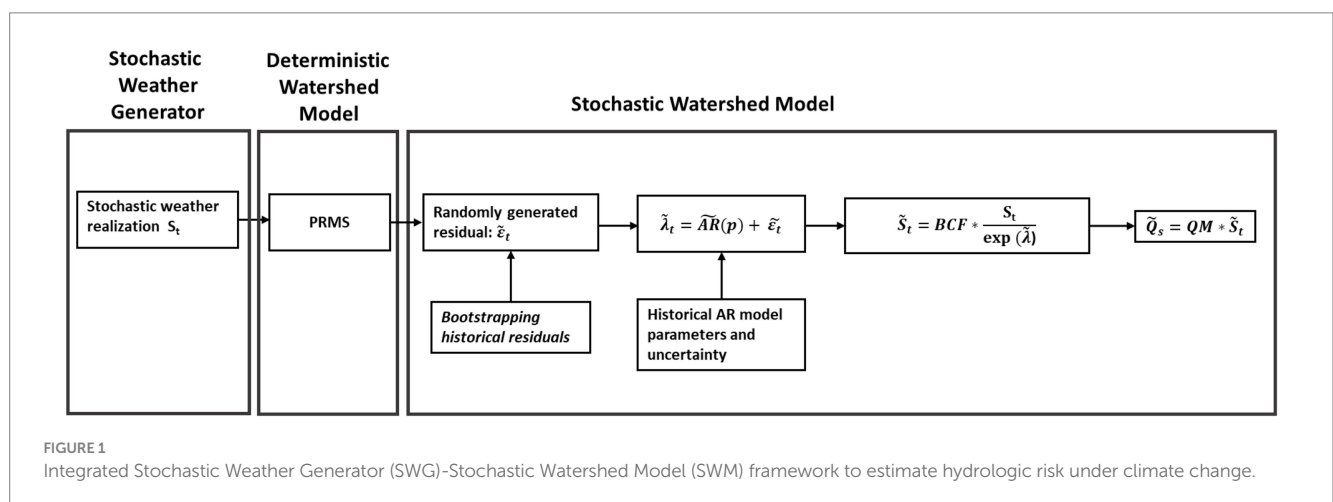 Stochastic
Weather
Generator
Deterministic
Watershed
Model
Stochastic Watershed Model
Stochastic weather
realization S_t
PRMS
Randomly generated
residual: ε̃_t
λ̃_t = ÃR̃(p) + ε̃_t
S̃_t = BCF * S_t / exp (λ̃)
Q̃_s = QM * S̃_t
Bootstrapping
historical residuals
Historical AR model
parameters and
uncertainty
FIGURE 1
Integrated Stochastic Weather Generator (SWG)-Stochastic Watershed Model (SWM) framework to estimate hydrologic risk under climate change.